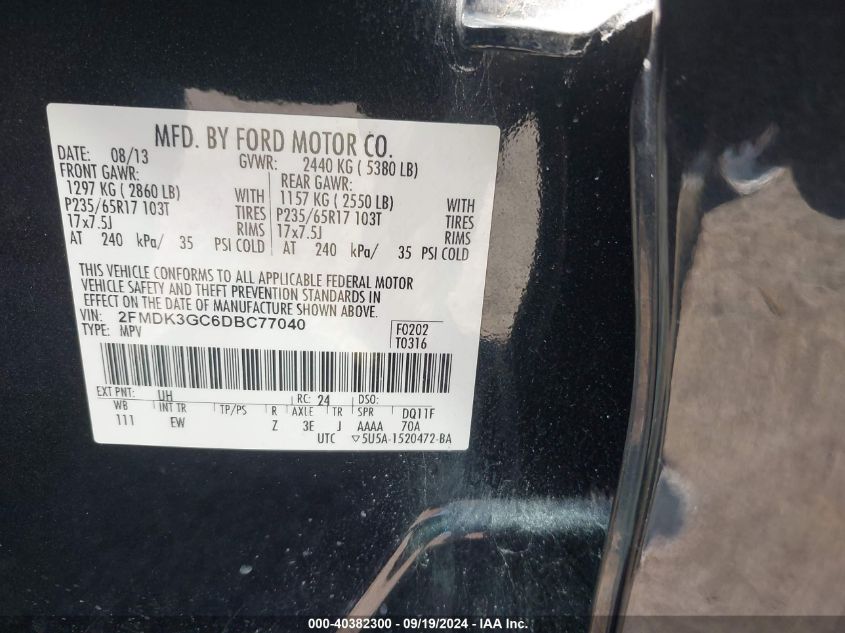 MFD. BY FORD MOTOR CO.
DATE: 08/13 GVWR: 2440 KG ( 5380 LB)
FRONT GAWR: REAR GAWR:
1297 KG ( 2860 LB) WITH 1157 KG ( 2550 LB) WITH
P235/65R17 103T TIRES P235/65R17 103T TIRES
17x7.5J RIMS 17x7.5J RIMS
AT 240 kPa/ 35 PSI COLD AT 240 kPa/ 35 PSI COLD
THIS VEHICLE CONFORMS TO ALL APPLICABLE FEDERAL MOTOR
VEHICLE SAFETY AND THEFT PREVENTION STANDARDS IN
EFFECT ON THE DATE OF MANUFACTURE SHOWN ABOVE.
VIN: 2FMDK3GC6DBC77040
TYPE: MPV
F0202
T0316
EXT PNT: UH RC: 24 DSO:
WB INT TR TP/PS R AXLE TR SPR DQ11F
111 EW Z 3E J AAAA 70A
UTC ▽5U5A-1520472-BA
000-40382300 - 09/19/2024 - IAA, Inc.